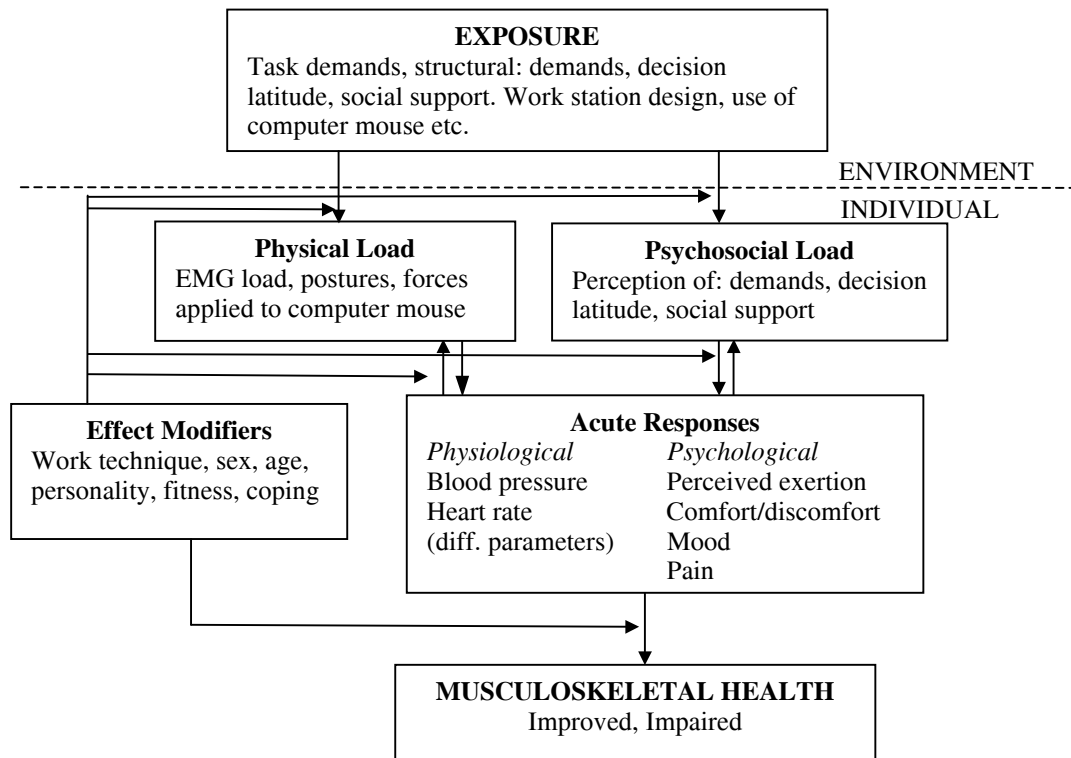 EXPOSURE
Task demands, structural: demands, decision
latitude, social support. Work station design, use of
computer mouse etc.
ENVIRONMENT
INDIVIDUAL
Physical Load
EMG load, postures, forces
applied to computer mouse
Psychosocial Load
Perception of: demands, decision
latitude, social support
Effect Modifiers
Work technique, sex, age,
personality, fitness, coping
Acute Responses
Physiological
Blood pressure
Heart rate
(diff. parameters)
Psychological
Perceived exertion
Comfort/discomfort
Mood
Pain
MUSCULOSKELETAL HEALTH
Improved, Impaired